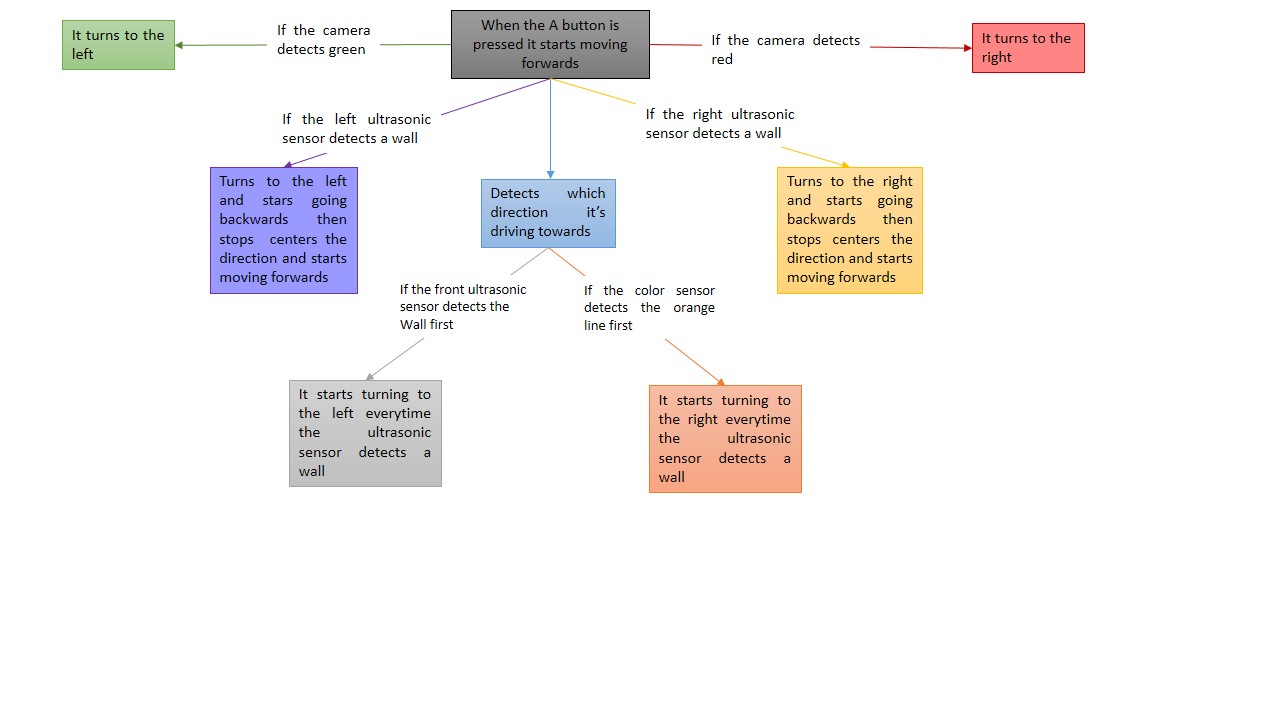 It turns to the
left
If the camera
detects green
When the A button is
pressed it starts moving
forwards
If the camera detects
red
It turns to the
right
If the left ultrasonic
sensor detects a wall
If the right ultrasonic
sensor detects a wall
Turns to the left
and stars going
backwards then
stops centers the
direction and starts
moving forwards
Detects which
direction it’s
driving towards
Turns to the right
and starts going
backwards then
stops centers the
direction and starts
moving forwards
If the front ultrasonic
sensor detects the
Wall first
If the color sensor
detects the orange
line first
It starts turning to
the left everytime
the ultrasonic
sensor detects a
wall
It starts turning to
the right everytime
the ultrasonic
sensor detects a
wall